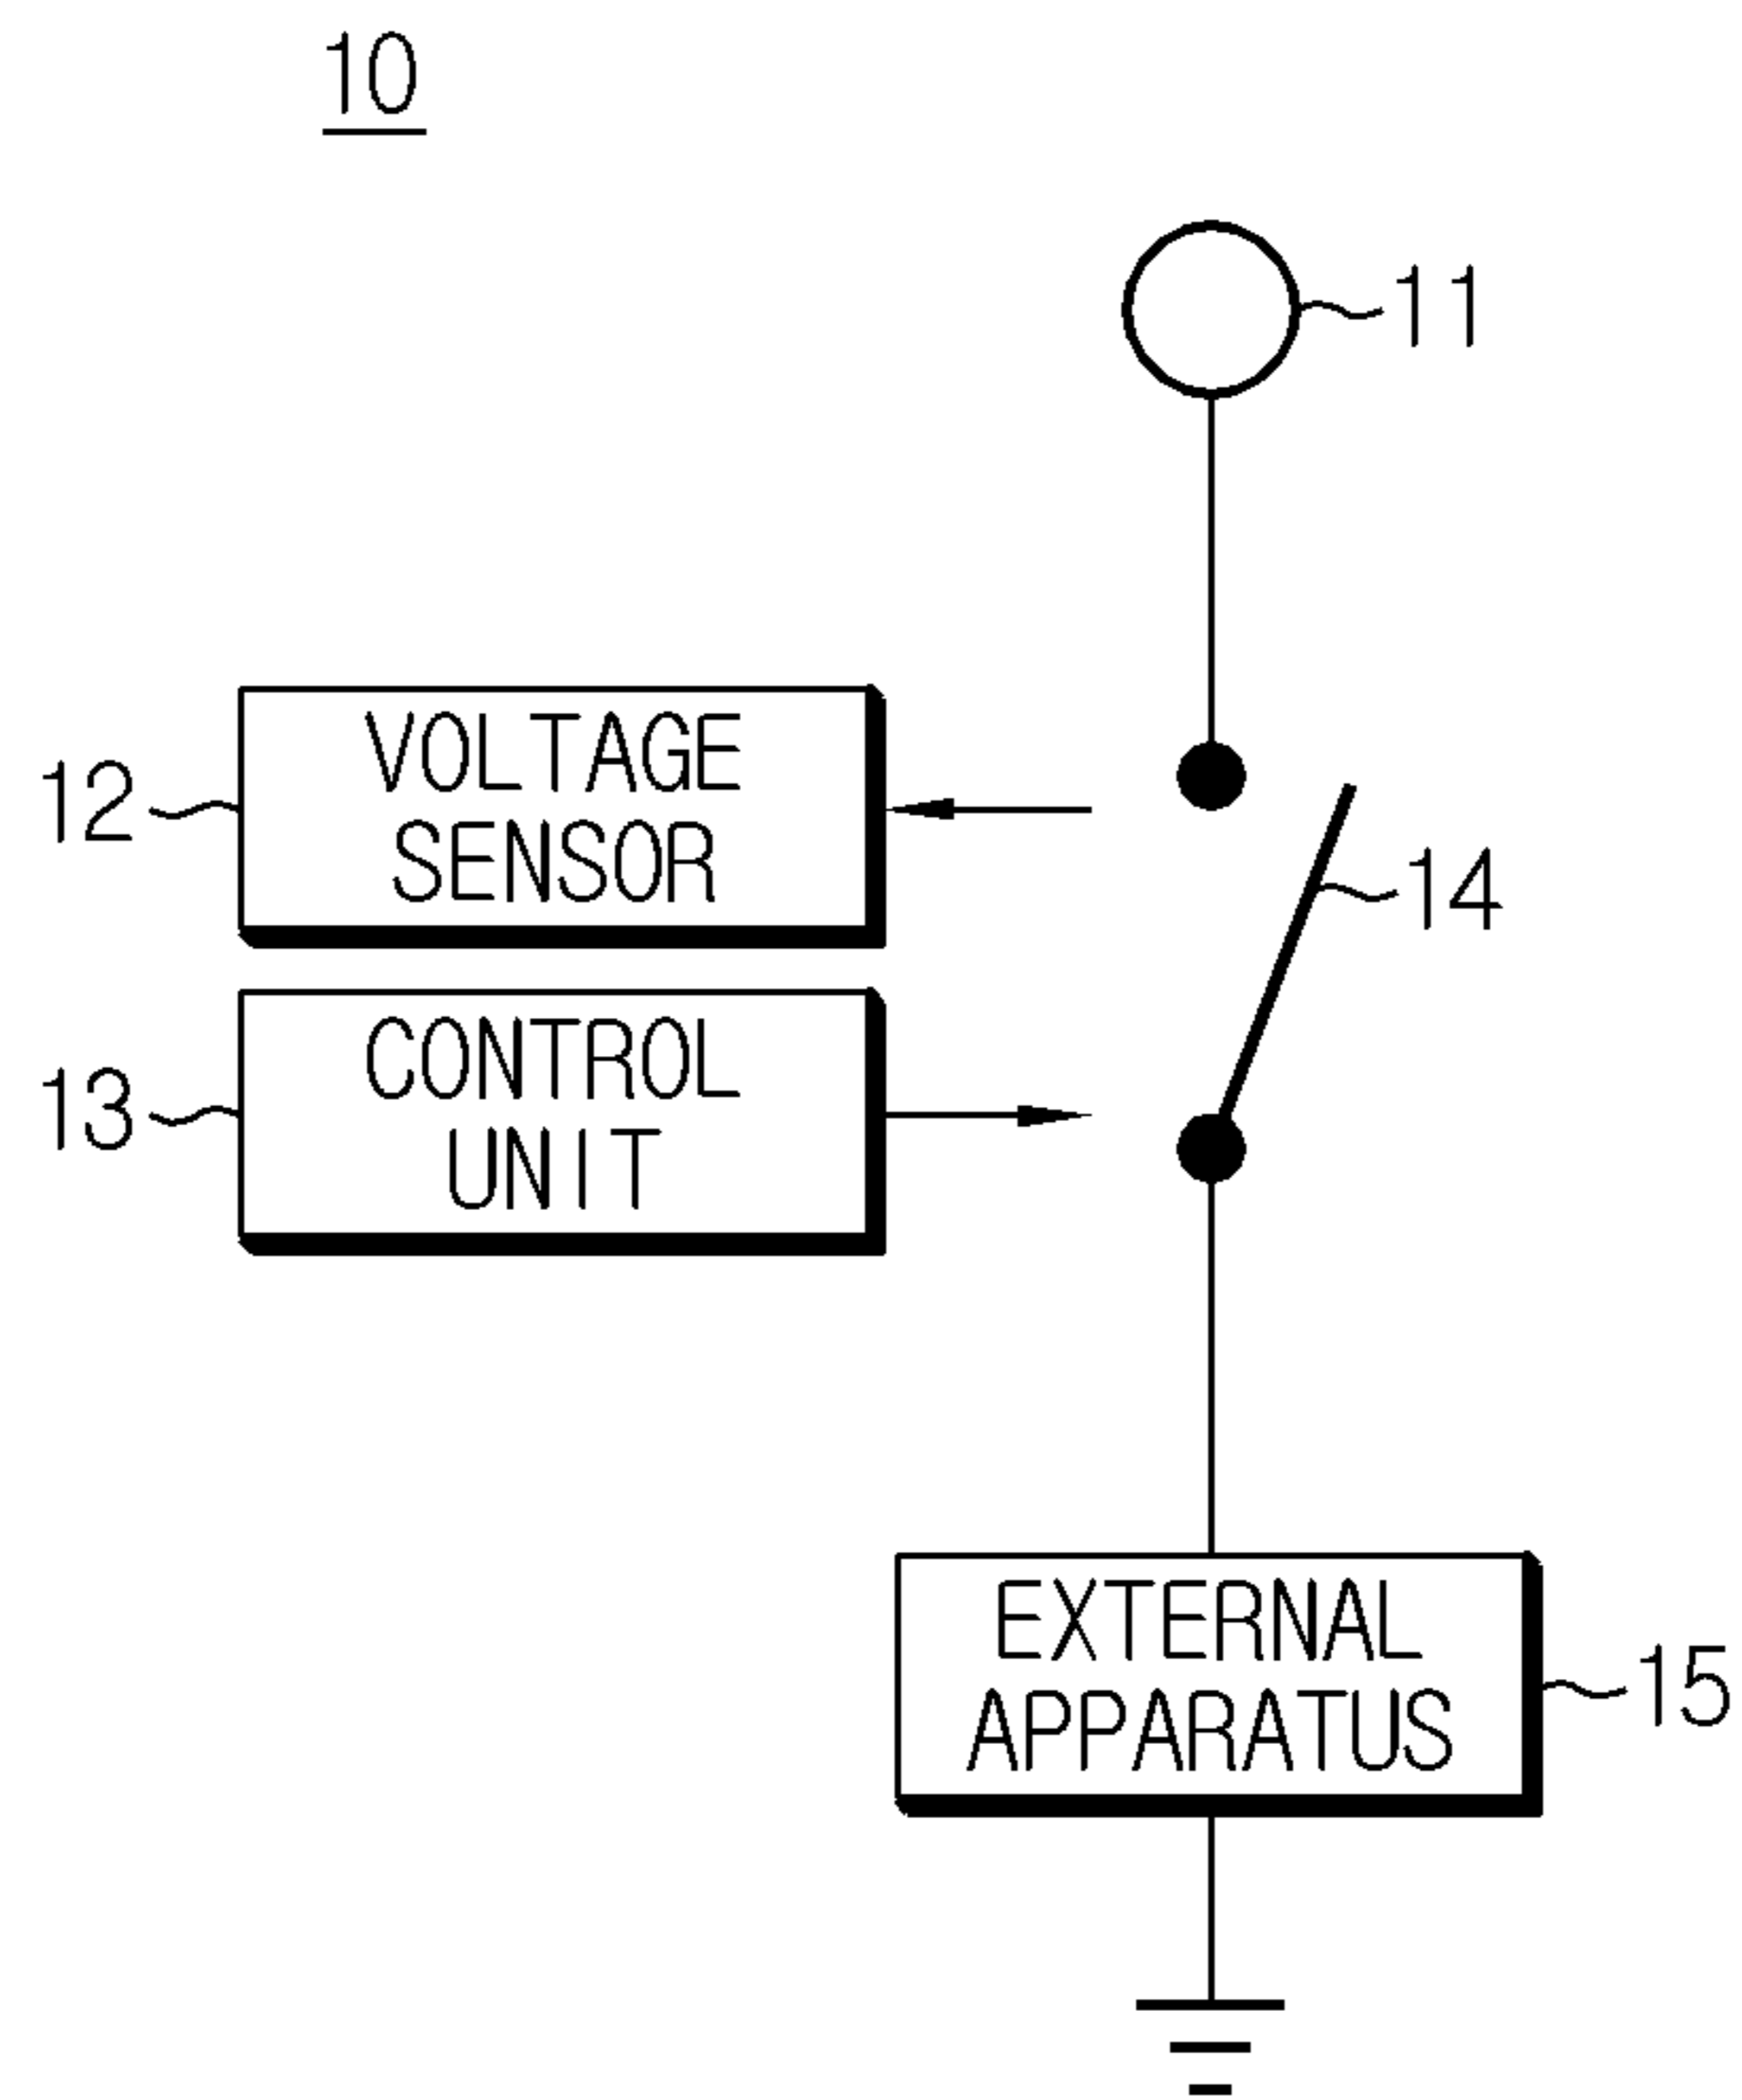 10
11
12
VOLTAGE
SENSOR
14
13
CONTROL
UNIT
EXTERNAL
APPARATUS
15